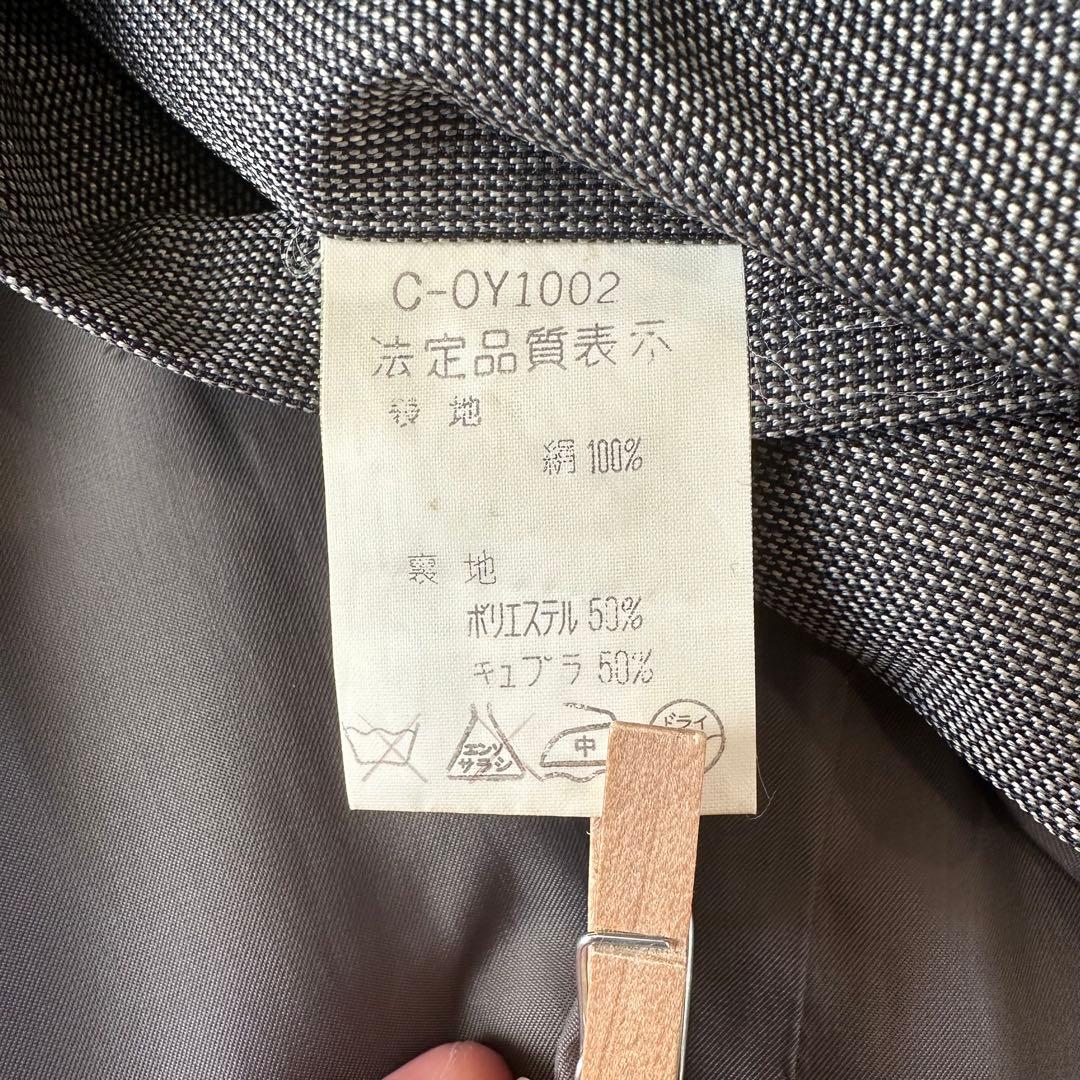 C-OY1002
法定品質表示
表 地
絹 100%
裏 地
ポリエステル 50%
キュプラ 50%
エンソ
サラシ
中
ドライ